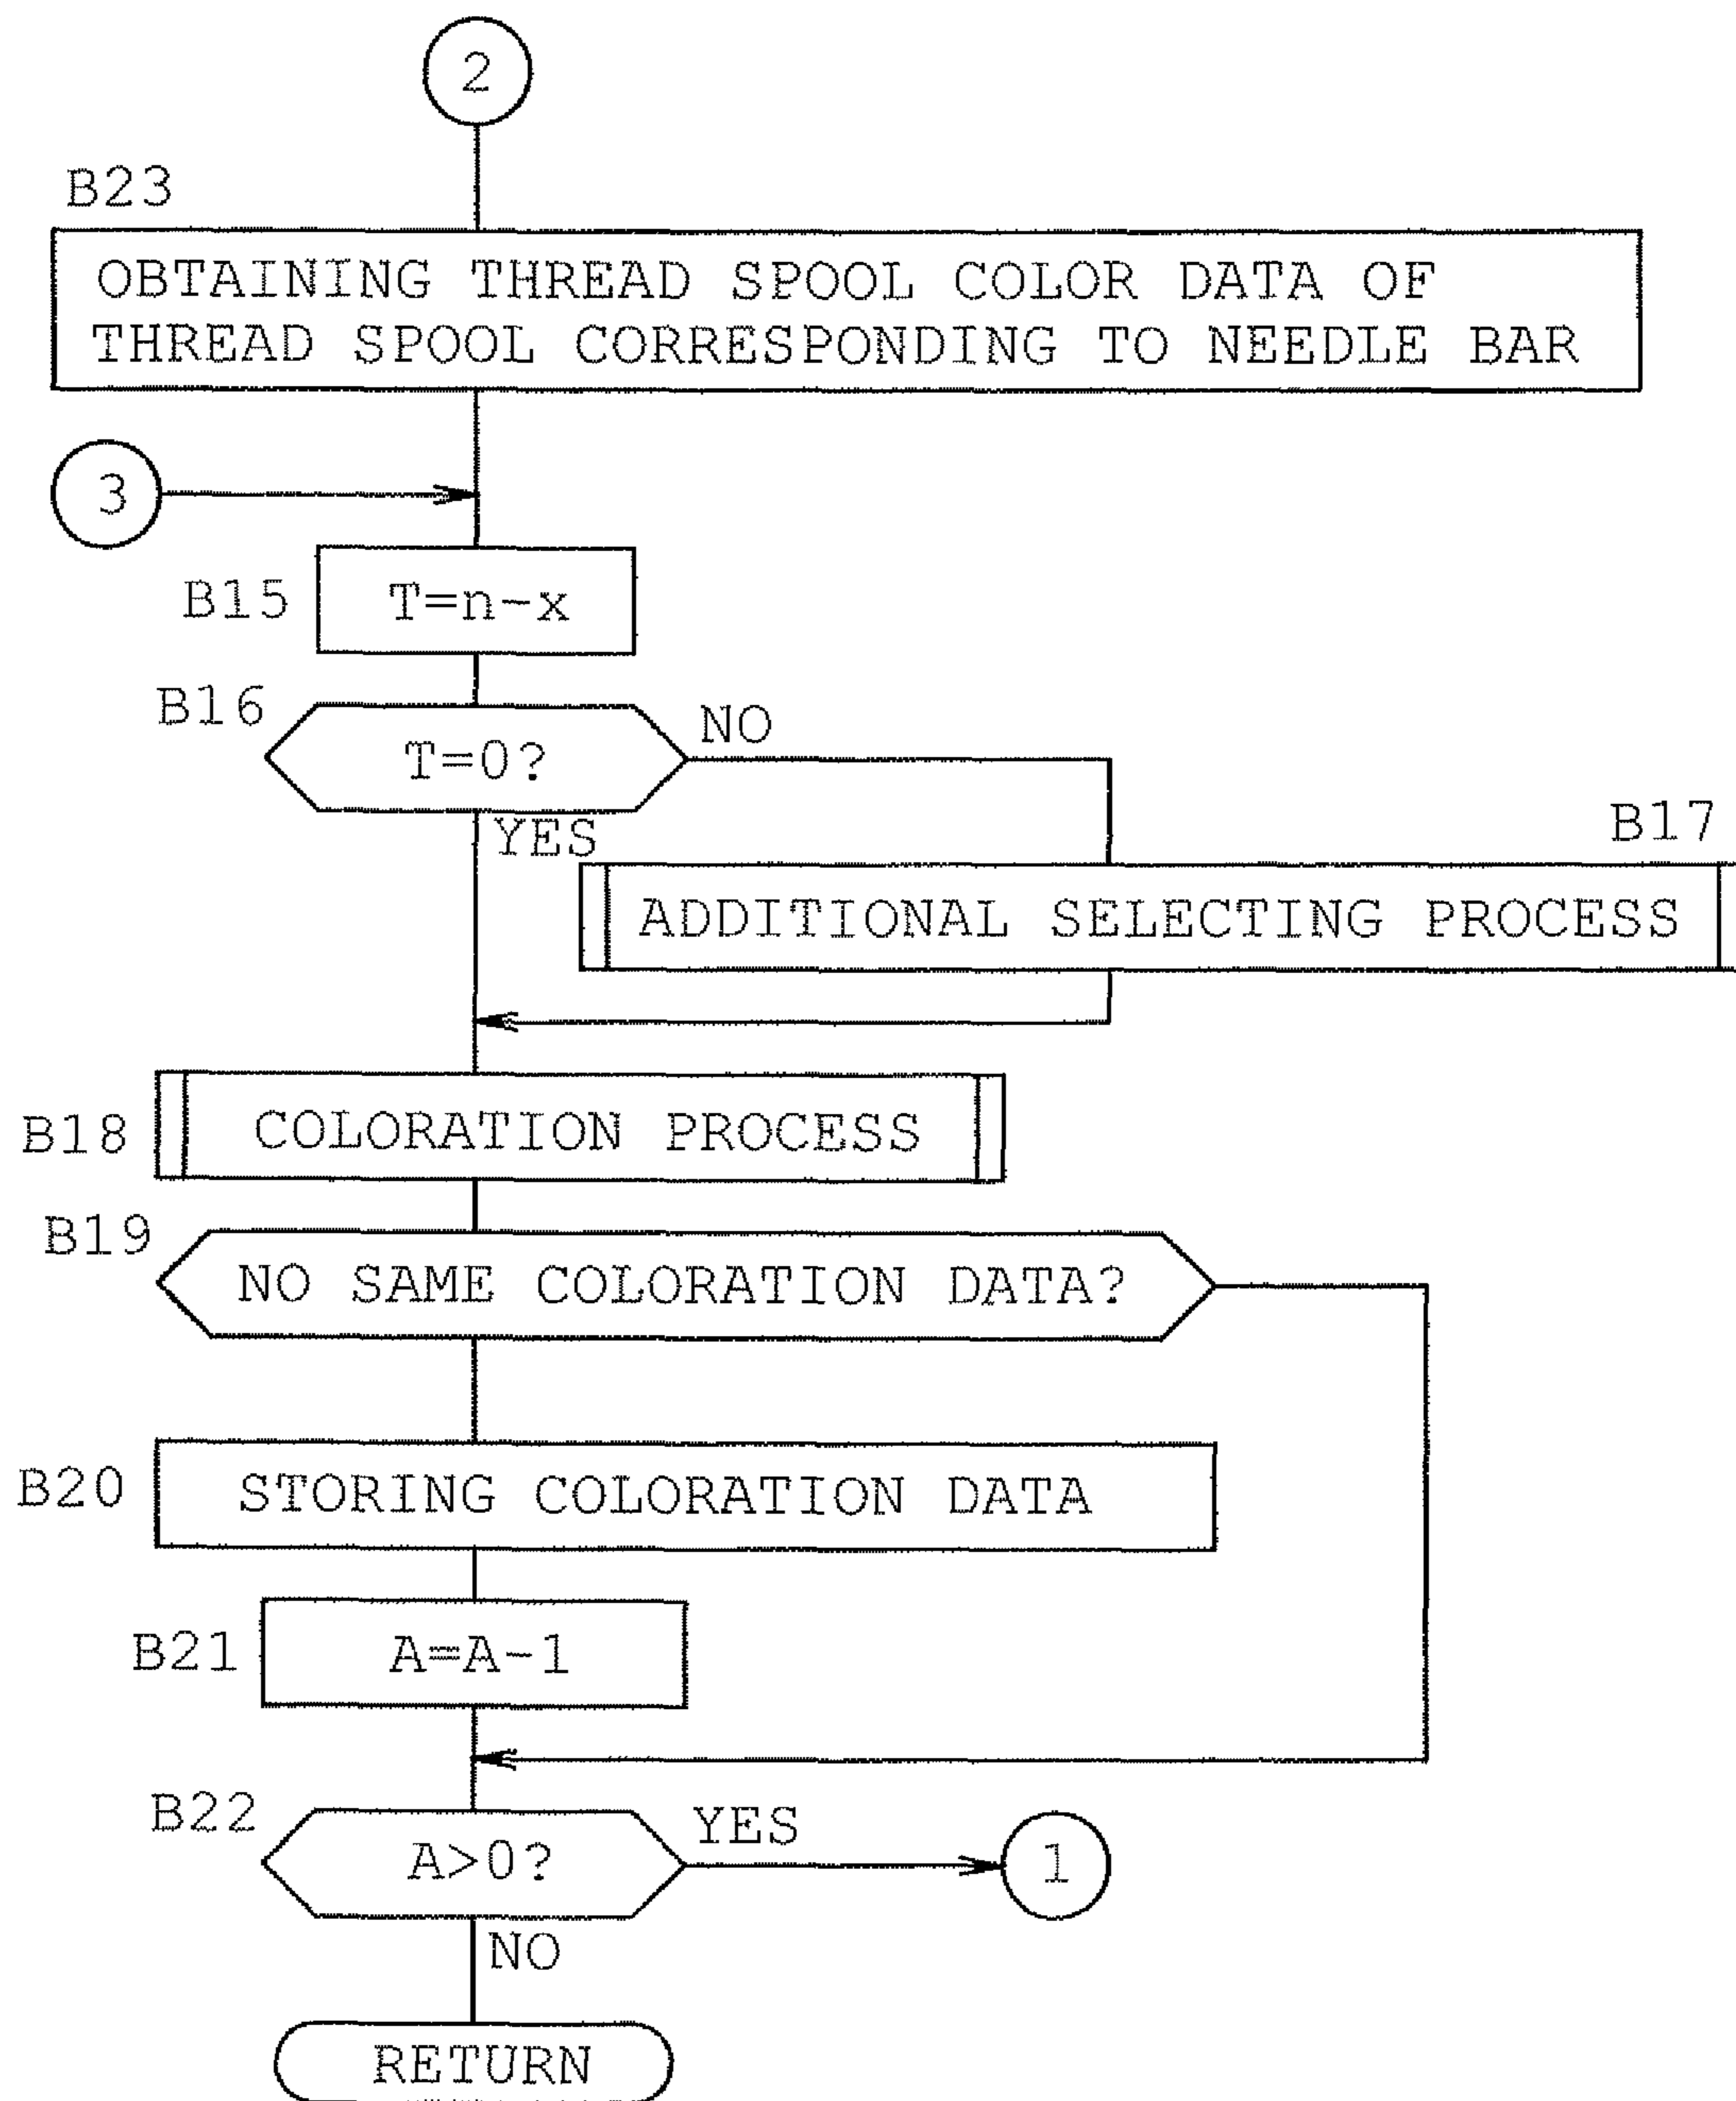 2
B23
OBTAINING THREAD SPOOL COLOR DATA OF
THREAD SPOOL CORRESPONDING TO NEEDLE BAR
3
B15
T=n-x
B16
T=0?
NO
YES
B17
ADDITIONAL SELECTING PROCESS
B18
COLORATION PROCESS
B19
NO SAME COLORATION DATA?
B20
STORING COLORATION DATA
B21
A=A-1
B22
A>0?
YES
1
NO
RETURN